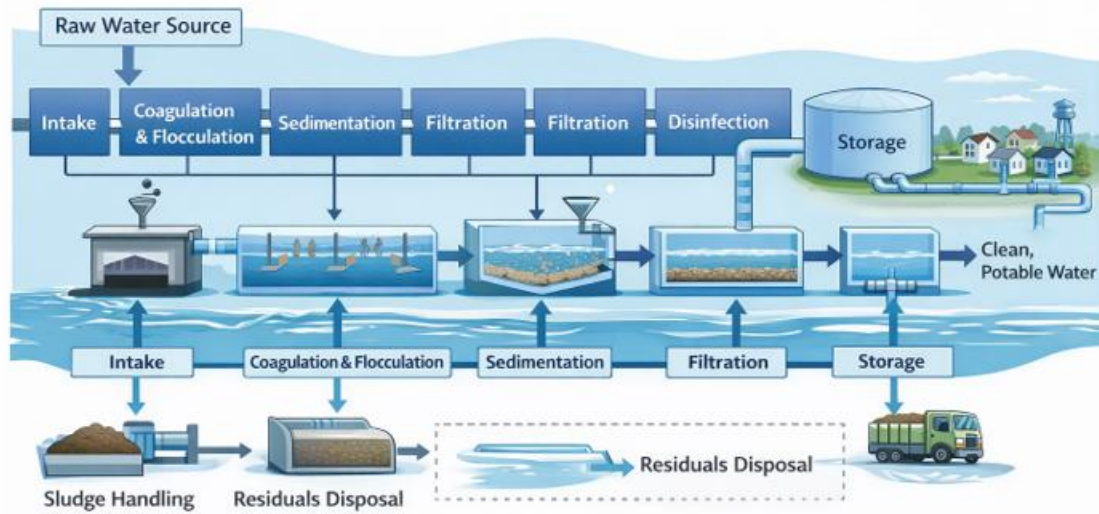 Raw Water Source
Intake
Coagulation
& Flocculation
Sedimentation
Filtration
Filtration
Disinfection
Storage
Clean,
Potable Water
Intake
Coagulation & Flocculation
Sedimentation
Filtration
Storage
Sludge Handling
Residuals Disposal
Residuals Disposal